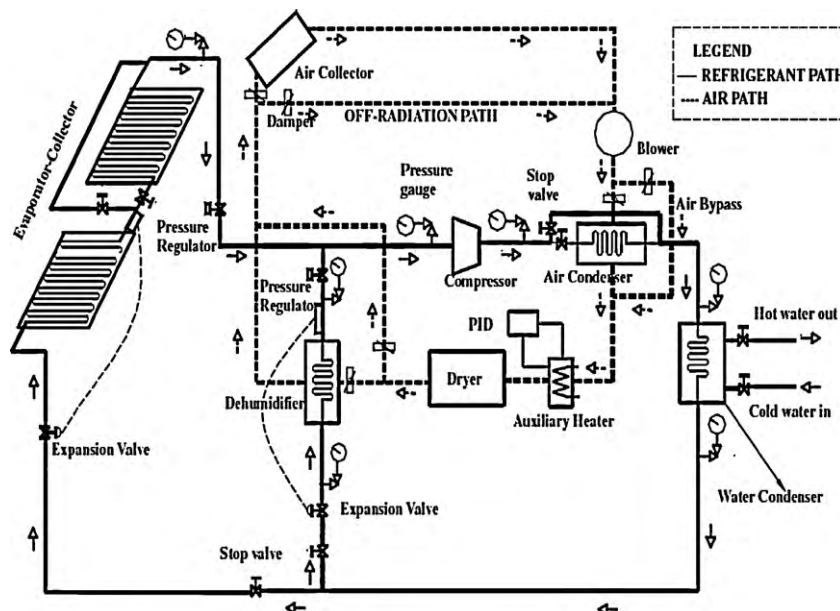 LEGEND
REFRIGERANT PATH
AIR PATH
Air Collector
Damper
OFF-RADIATION PATH
Blower
Evaporator-Collector
Pressure
gauge
Stop
valve
Air Bypass
Pressure
Regulator
Compressor
Air Condenser
Pressure
Regulator
PID
Hot water out
Dehumidifier
Dryer
Auxiliary Heater
Cold water in
Expansion Valve
Expansion Valve
Water Condenser
Stop valve